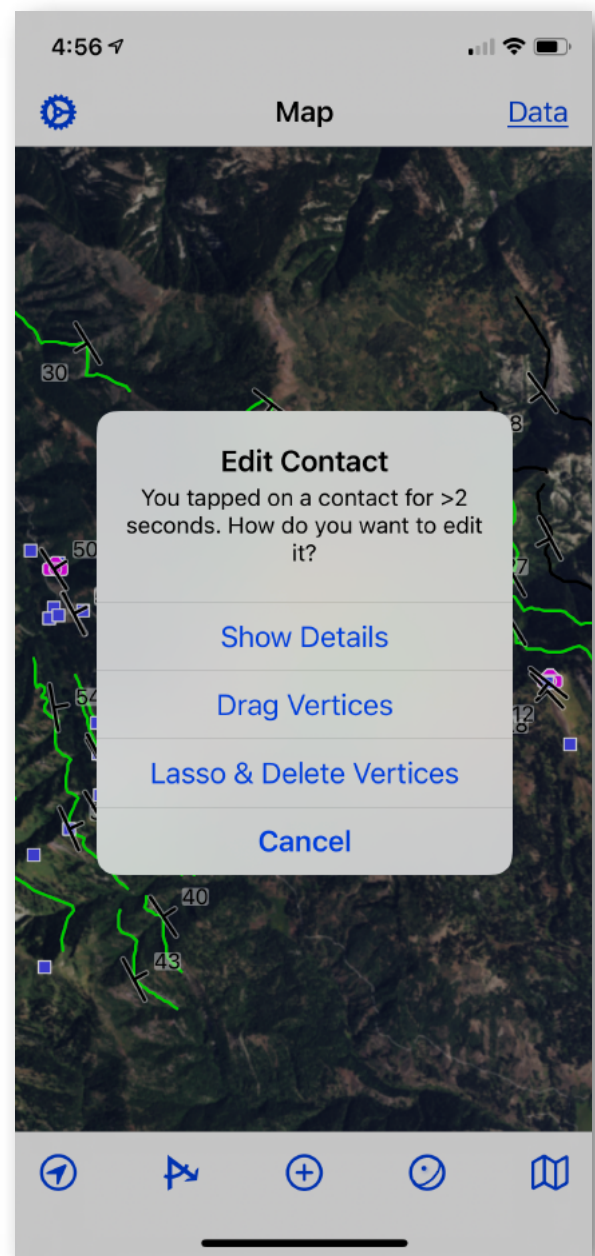 4:56
Map
Data
30
8
Edit Contact
You tapped on a contact for >2
seconds. How do you want to edit
it?
50
7
Show Details
54
Drag Vertices
12
Lasso & Delete Vertices
Cancel
40
43